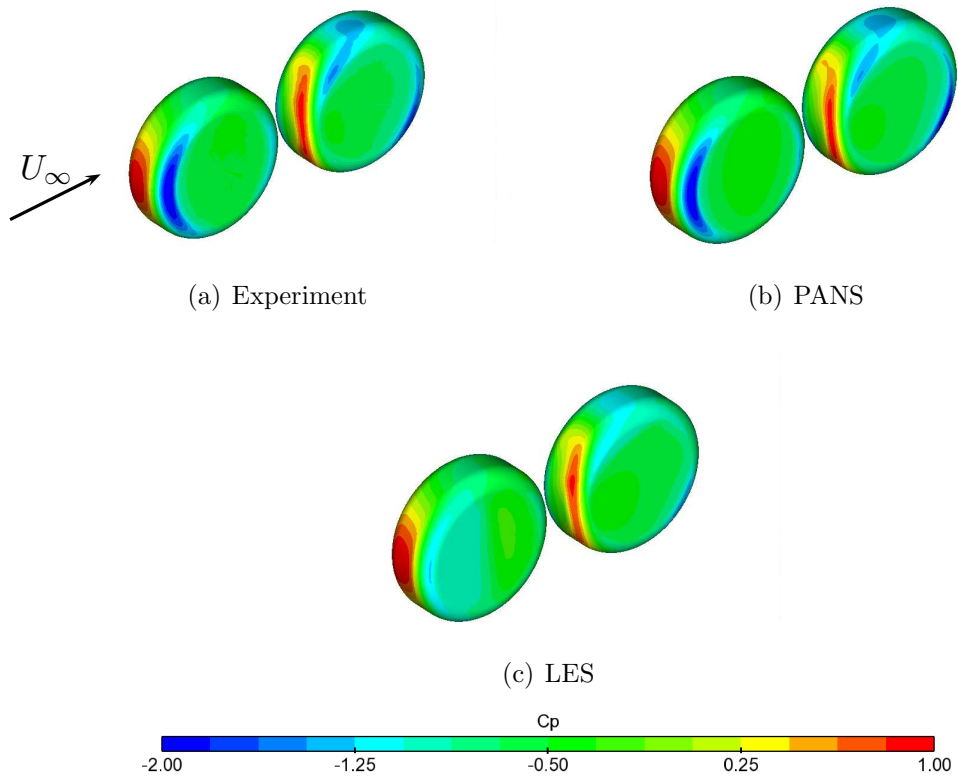 U∞
(a) Experiment
(b) PANS
(c) LES
Cp
-2.00 -1.25 -0.50 0.25 1.00